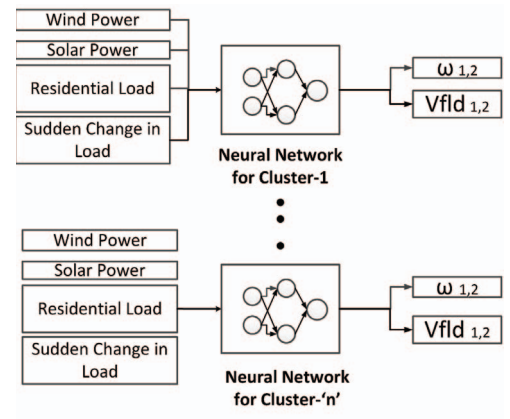 Wind Power
Solar Power
Residential Load
Sudden Change in
Load
Neural Network
for Cluster-1
ω 1,2
Vfld 1,2
Wind Power
Solar Power
Residential Load
Sudden Change in
Load
Neural Network
for Cluster-‘n’
ω 1,2
Vfld 1,2